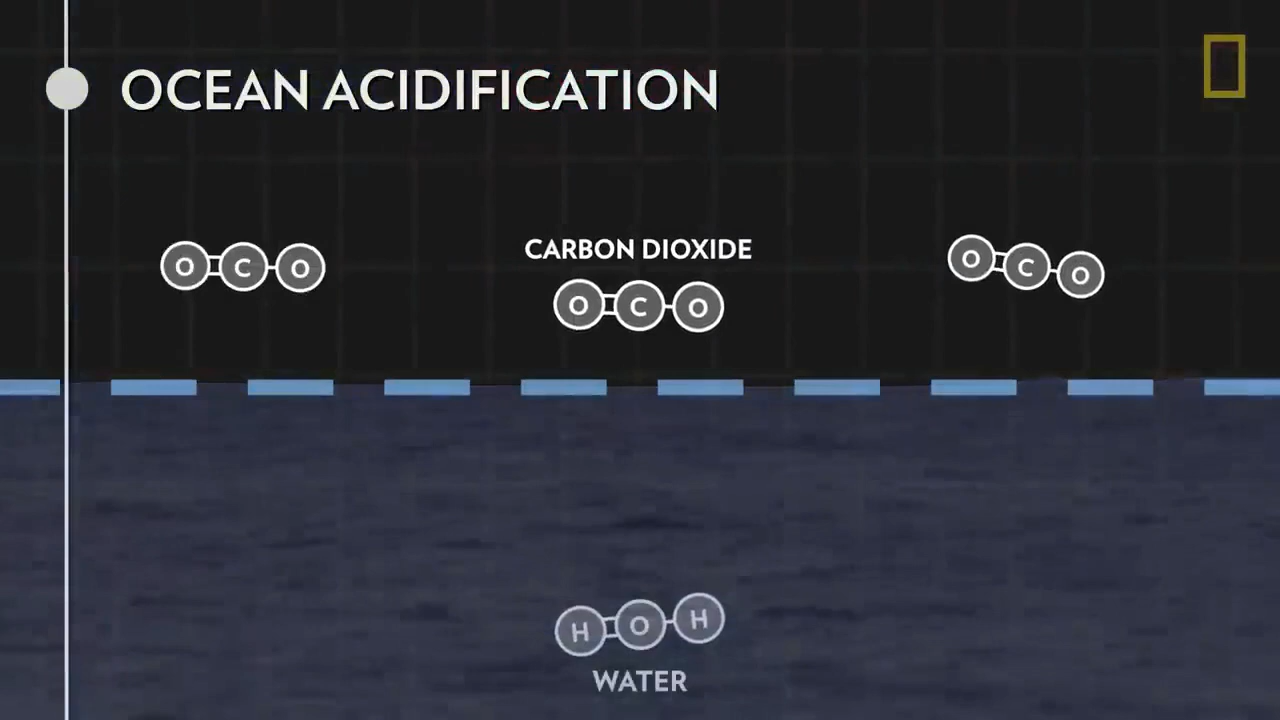 OCEAN ACIDIFICATION
CARBON DIOXIDE
O C O
O C O
O C O
H O H
WATER